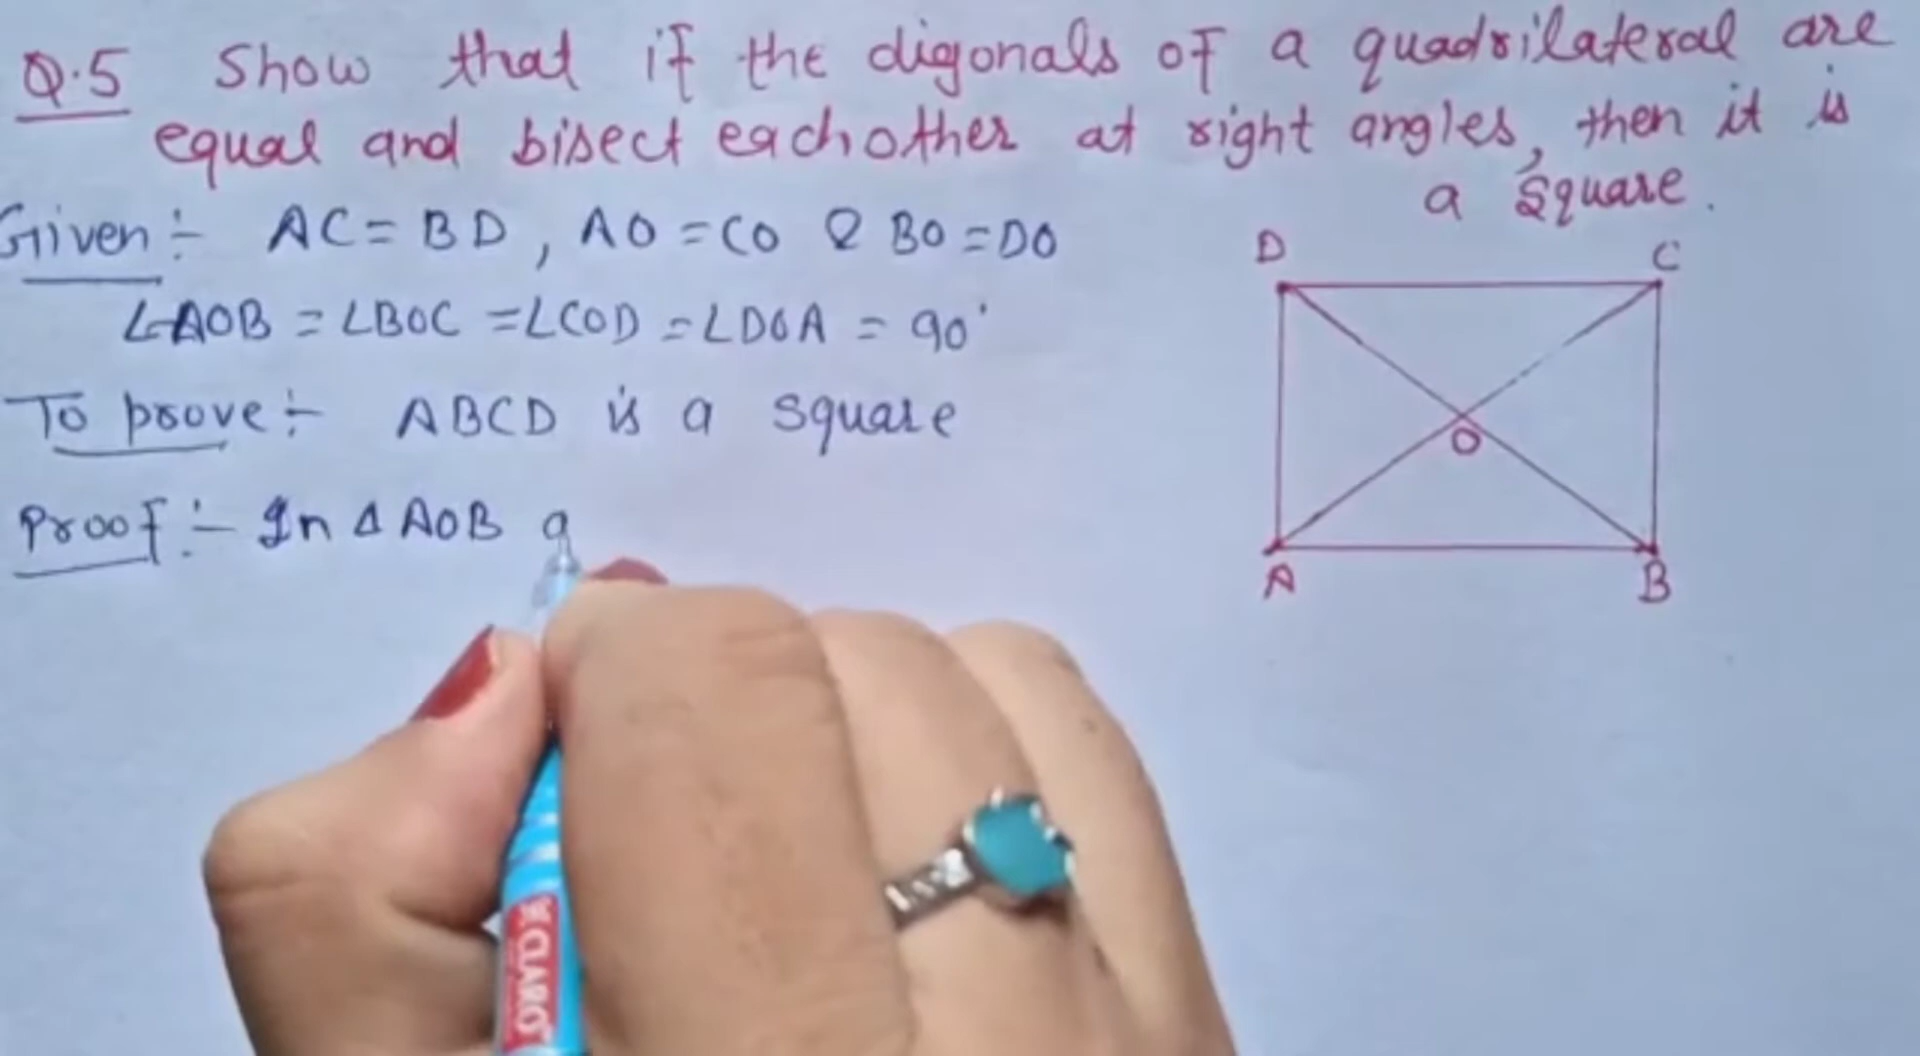 Q.5 Show that if the digonals of a quadrilateral are
equal and bisect eachother at right angles, then it is
a square.
Given :- AC = BD, AO = CO & BO = DO
∠AOB = ∠BOC = ∠COD = ∠DOA = 90°
To prove :- ABCD is a square
Proof :- In Δ AOB a
D
C
O
A
B
CLARO